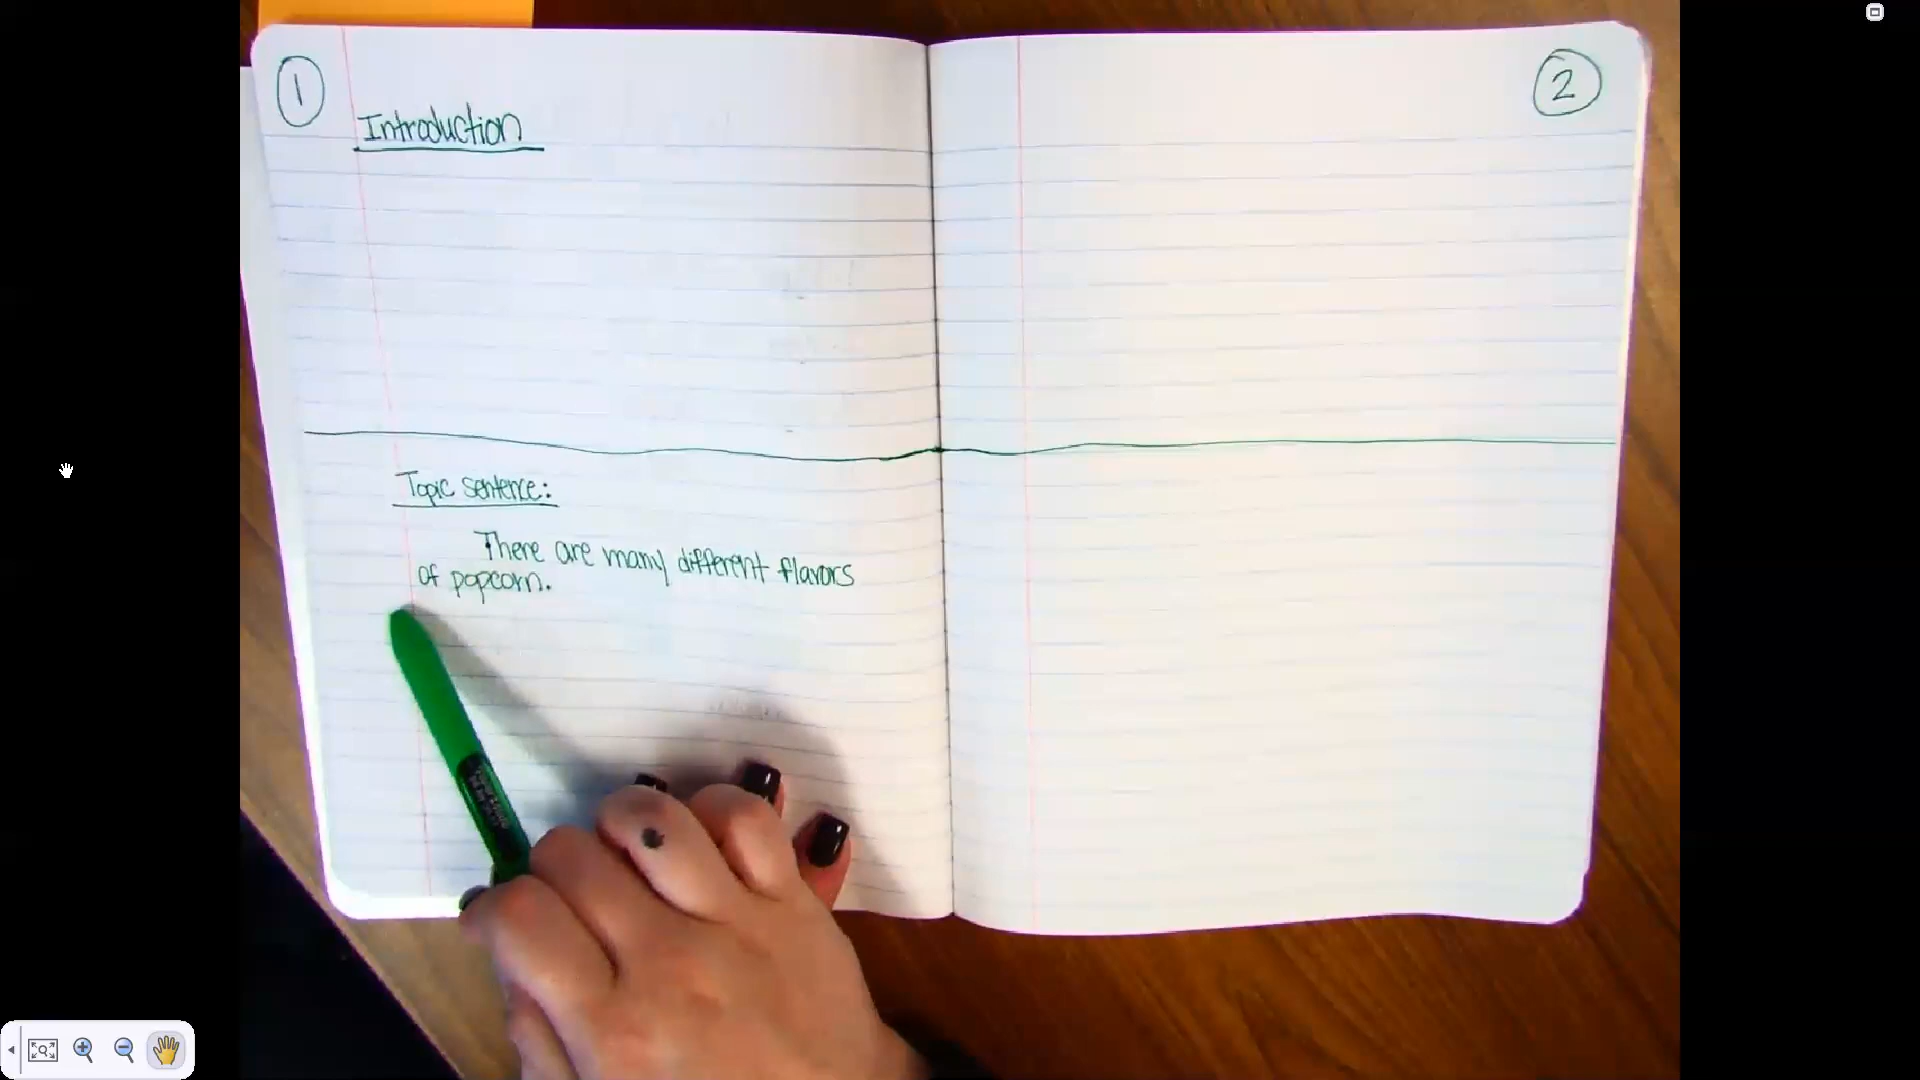 1
Introduction
2
Topic sentence:
There are many different flavors
of popcorn.